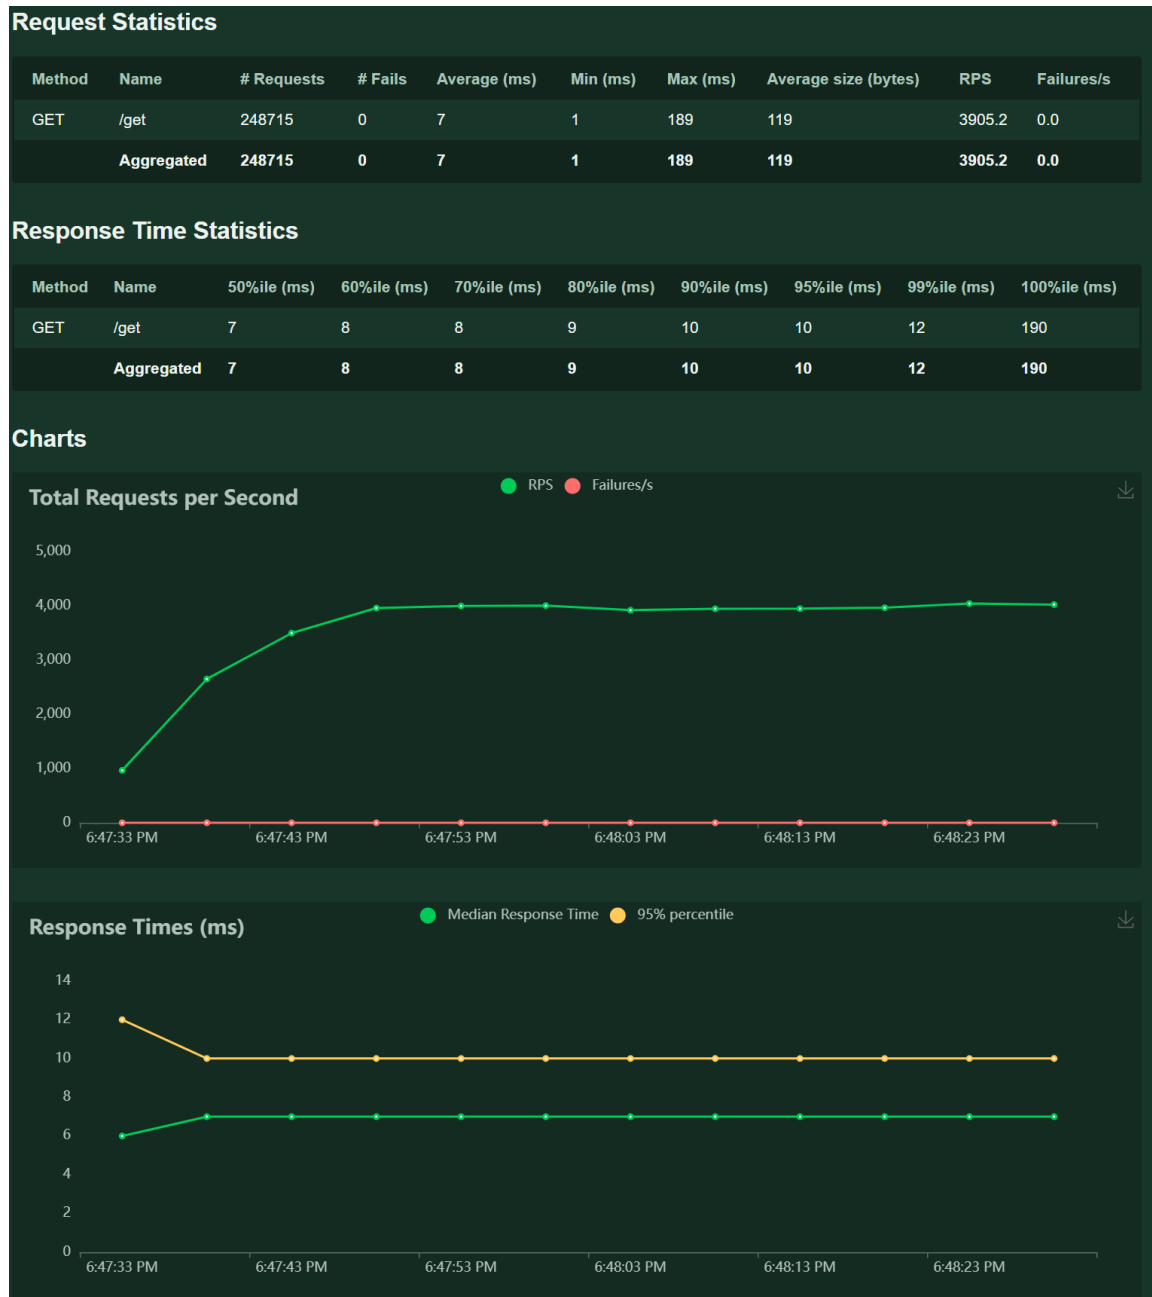 Request Statistics
Method Name # Requests # Fails Average (ms) Min (ms) Max (ms) Average size (bytes) RPS Failures/s
GET /get 248715 0 7 1 189 119 3905.2 0.0
Aggregated 248715 0 7 1 189 119 3905.2 0.0
Response Time Statistics
Method Name 50%ile (ms) 60%ile (ms) 70%ile (ms) 80%ile (ms) 90%ile (ms) 95%ile (ms) 99%ile (ms) 100%ile (ms)
GET /get 7 8 8 9 10 10 12 190
Aggregated 7 8 8 9 10 10 12 190
Charts
Total Requests per Second
RPS Failures/s
5,000
4,000
3,000
2,000
1,000
0
6:47:33 PM 6:47:43 PM 6:47:53 PM 6:48:03 PM 6:48:13 PM 6:48:23 PM
Response Times (ms)
Median Response Time 95% percentile
14
12
10
8
6
4
2
0
6:47:33 PM 6:47:43 PM 6:47:53 PM 6:48:03 PM 6:48:13 PM 6:48:23 PM